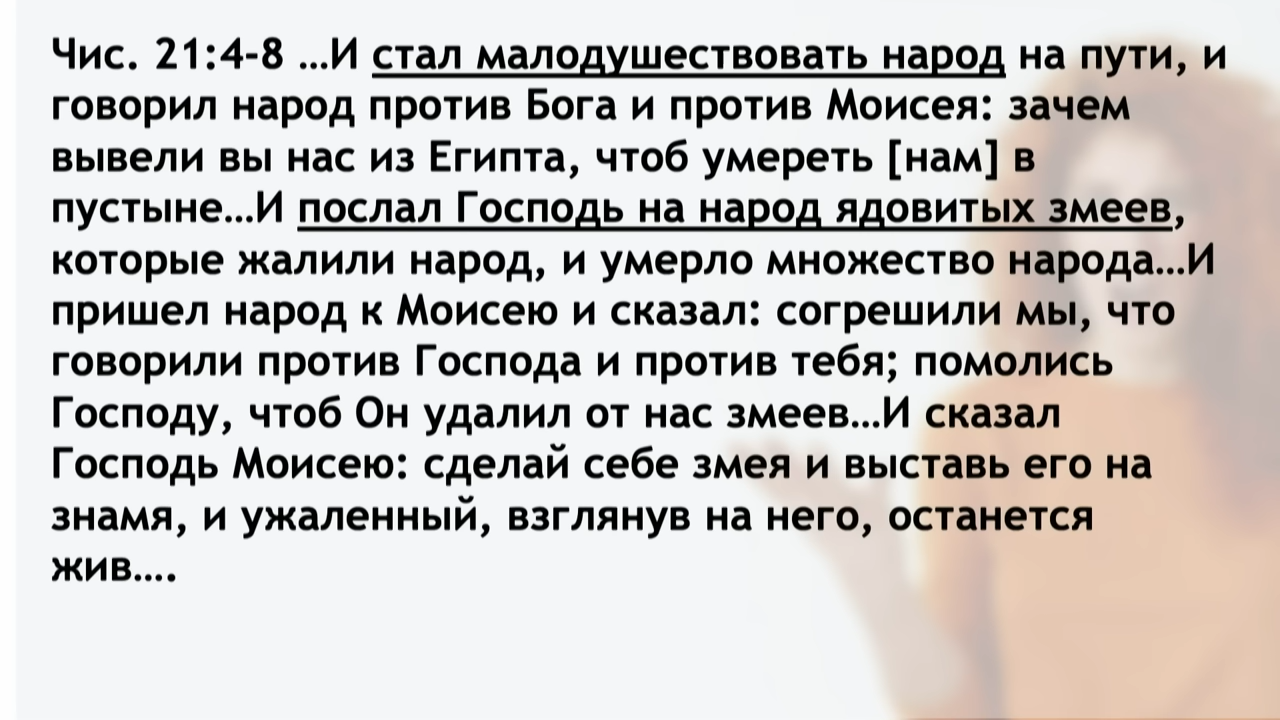 Чис. 21:4-8 …И стал малодушествовать народ на пути, и
говорил народ против Бога и против Моисея: зачем
вывели вы нас из Египта, чтоб умереть [нам] в
пустыне…И послал Господь на народ ядовитых змеев,
которые жалили народ, и умерло множество народа…И
пришел народ к Моисею и сказал: согрешили мы, что
говорили против Господа и против тебя; помолись
Господу, чтоб Он удалил от нас змеев…И сказал
Господь Моисею: сделай себе змея и выставь его на
знамя, и ужаленный, взглянув на него, останется
жив….